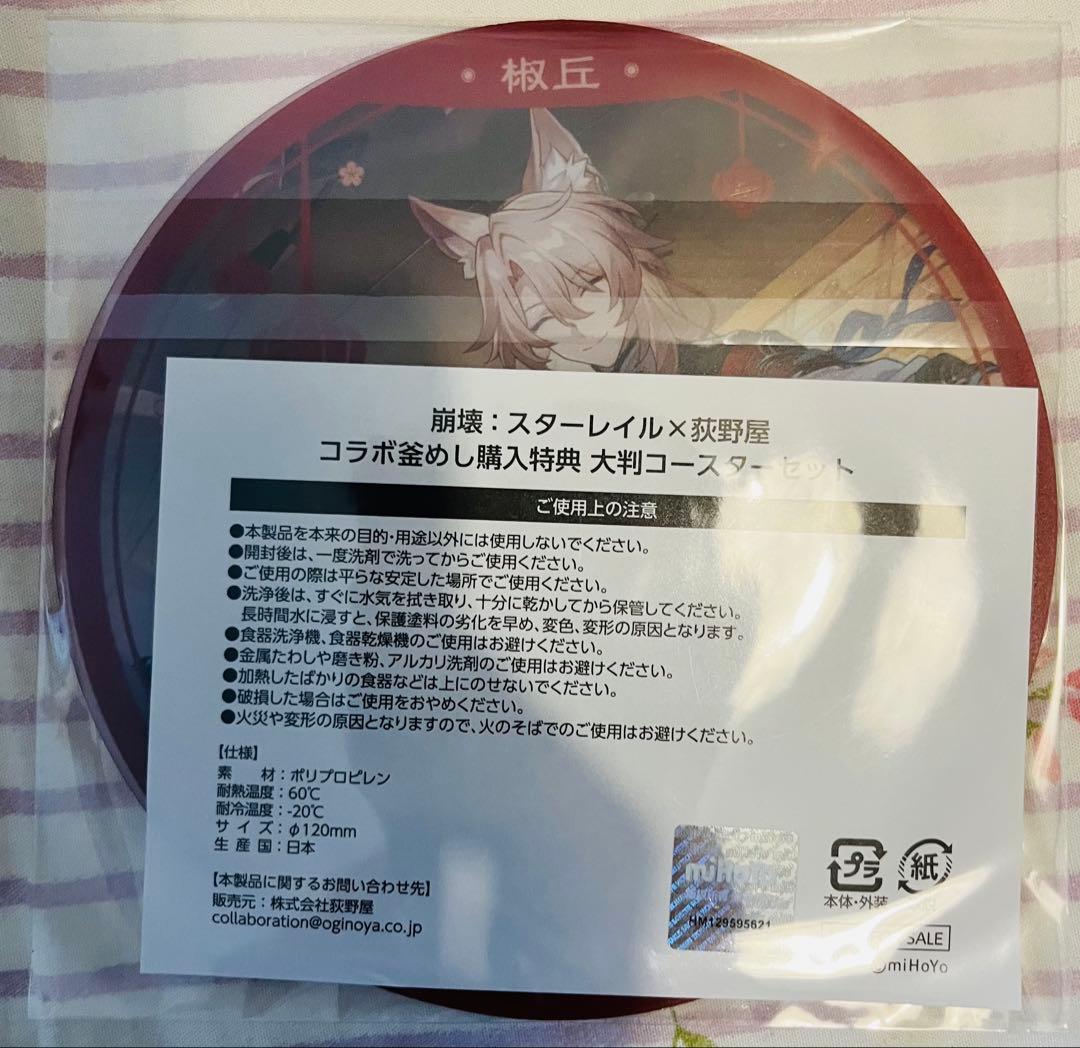 ・椒丘・
崩壊：スターレイル×荻野屋
コラボ釜めし購入特典 大判コースターセット
ご使用上の注意
●本製品を本来の目的・用途以外には使用しないでください。
●開封後は、一度洗剤で洗ってからご使用ください。
●ご使用の際は平らな安定した場所でご使用ください。
●洗浄後は、すぐに水気を拭き取り、十分に乾かしてから保管してください。
長時間水に浸すと、保護塗料の劣化を早め、変色、変形の原因となります。
●食器洗浄機、食器乾燥機のご使用はお避けください。
●金属たわしや磨き粉、アルカリ洗剤のご使用はお避けください。
●加熱したばかりの食器などは上にのせないでください。
●破損した場合はご使用をおやめください。
●火災や変形の原因となりますので、火のそばでのご使用はお避けください。
【仕様】
素 材：ポリプロピレン
耐熱温度：60℃
耐冷温度：-20℃
サイズ：φ120mm
生産国：日本
【本製品に関するお問い合わせ先】
販売元：株式会社荻野屋
collaboration@oginoya.co.jp
miHoYo
HM129595621
プラ
紙
本体・外装
SALE
miHoYo